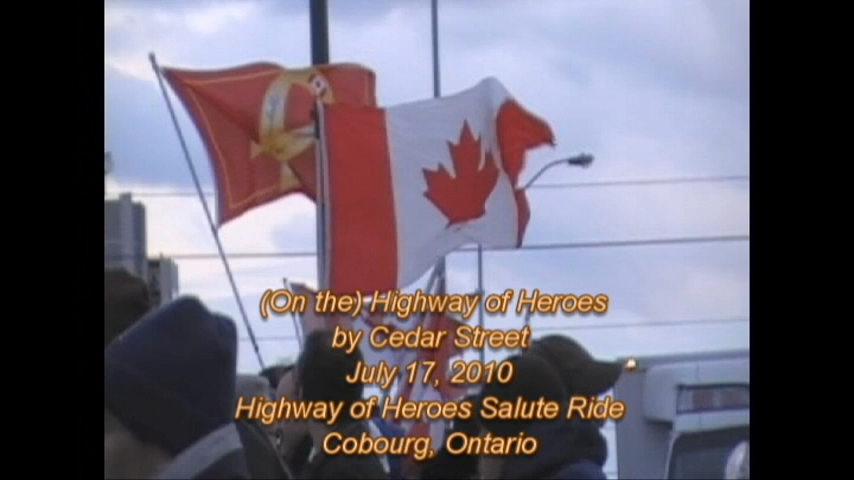 (On the) Highway of Heroes
by Cedar Street
July 17, 2010
Highway of Heroes Salute Ride
Cobourg, Ontario